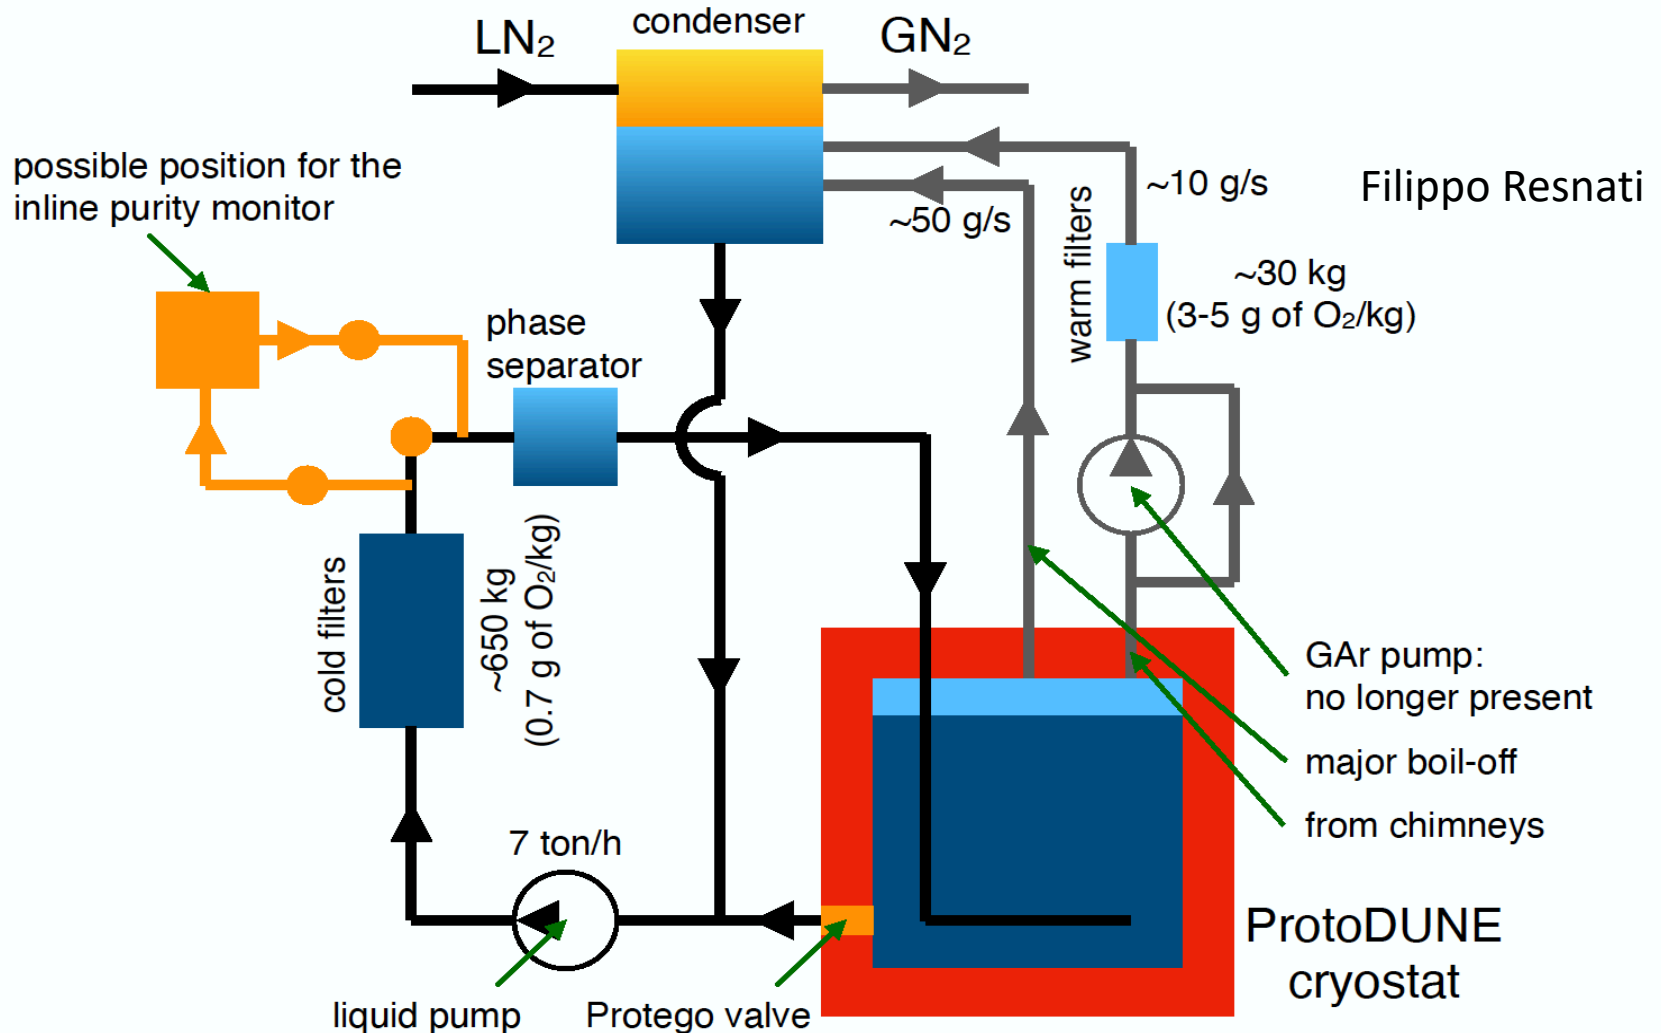 condenser
LN₂
GN₂
possible position for the
inline purity monitor
~10 g/s
Filippo Resnati
~50 g/s
warm filters
~30 kg
(3-5 g of O₂/kg)
phase
separator
cold filters
~650 kg
(0.7 g of O₂/kg)
GAr pump:
no longer present
major boil-off
from chimneys
7 ton/h
ProtoDUNE
cryostat
liquid pump
Protego valve